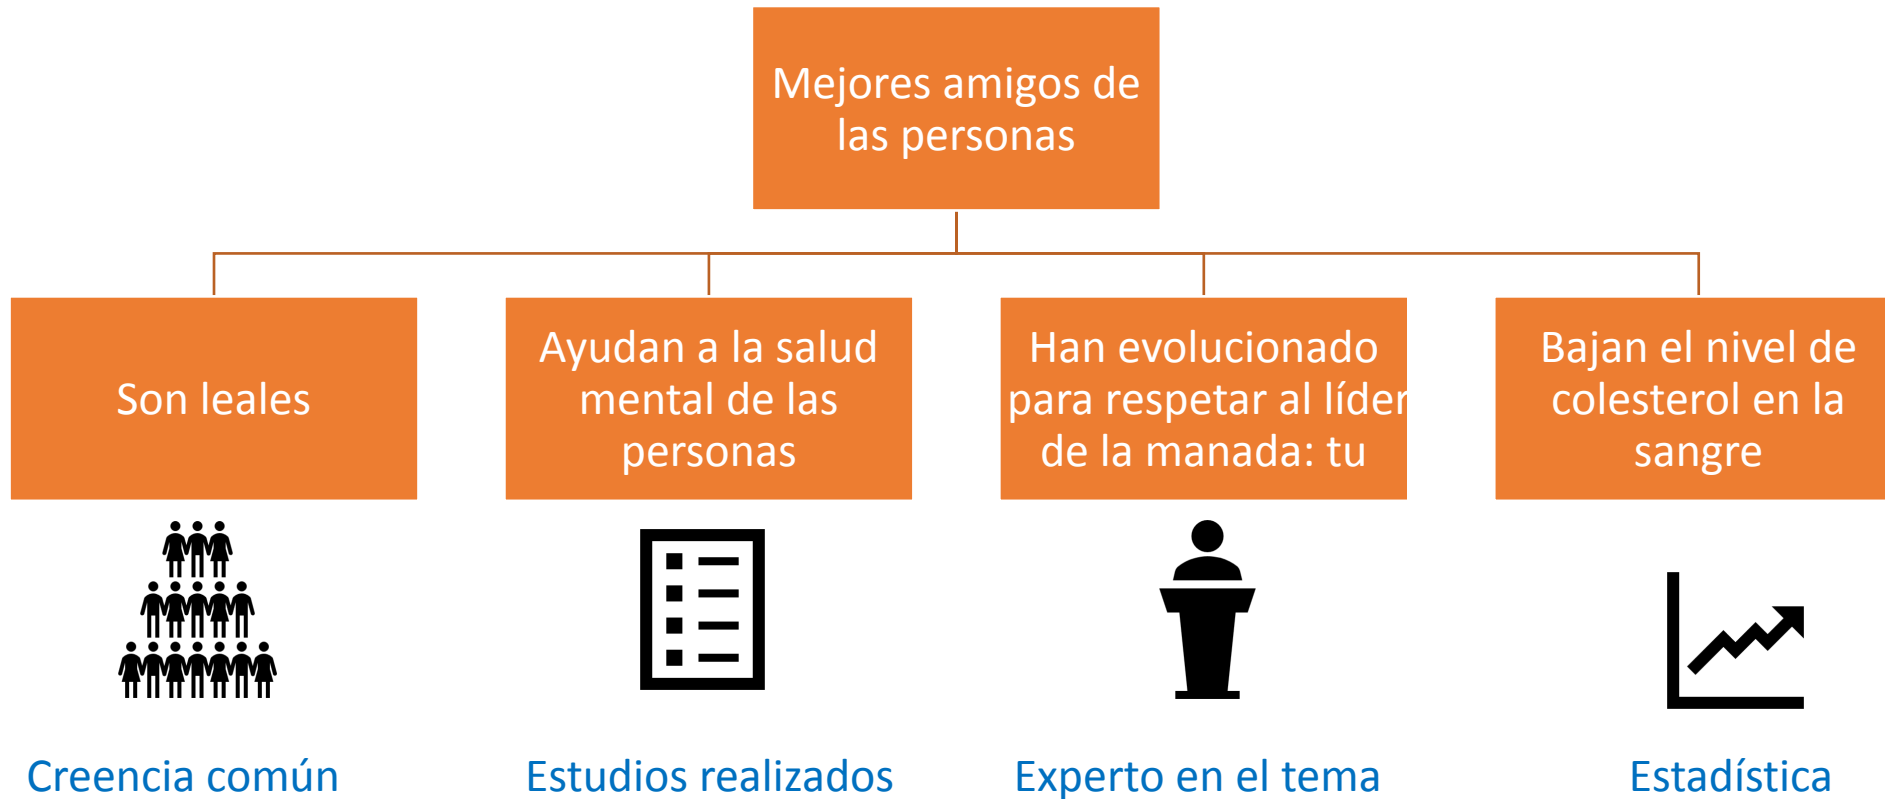 Mejores amigos de
las personas
Son leales
Ayudan a la salud
mental de las
personas
Han evolucionado
para respetar al líder
de la manada: tu
Bajan el nivel de
colesterol en la
sangre
Creencia común
Estudios realizados
Experto en el tema
Estadística